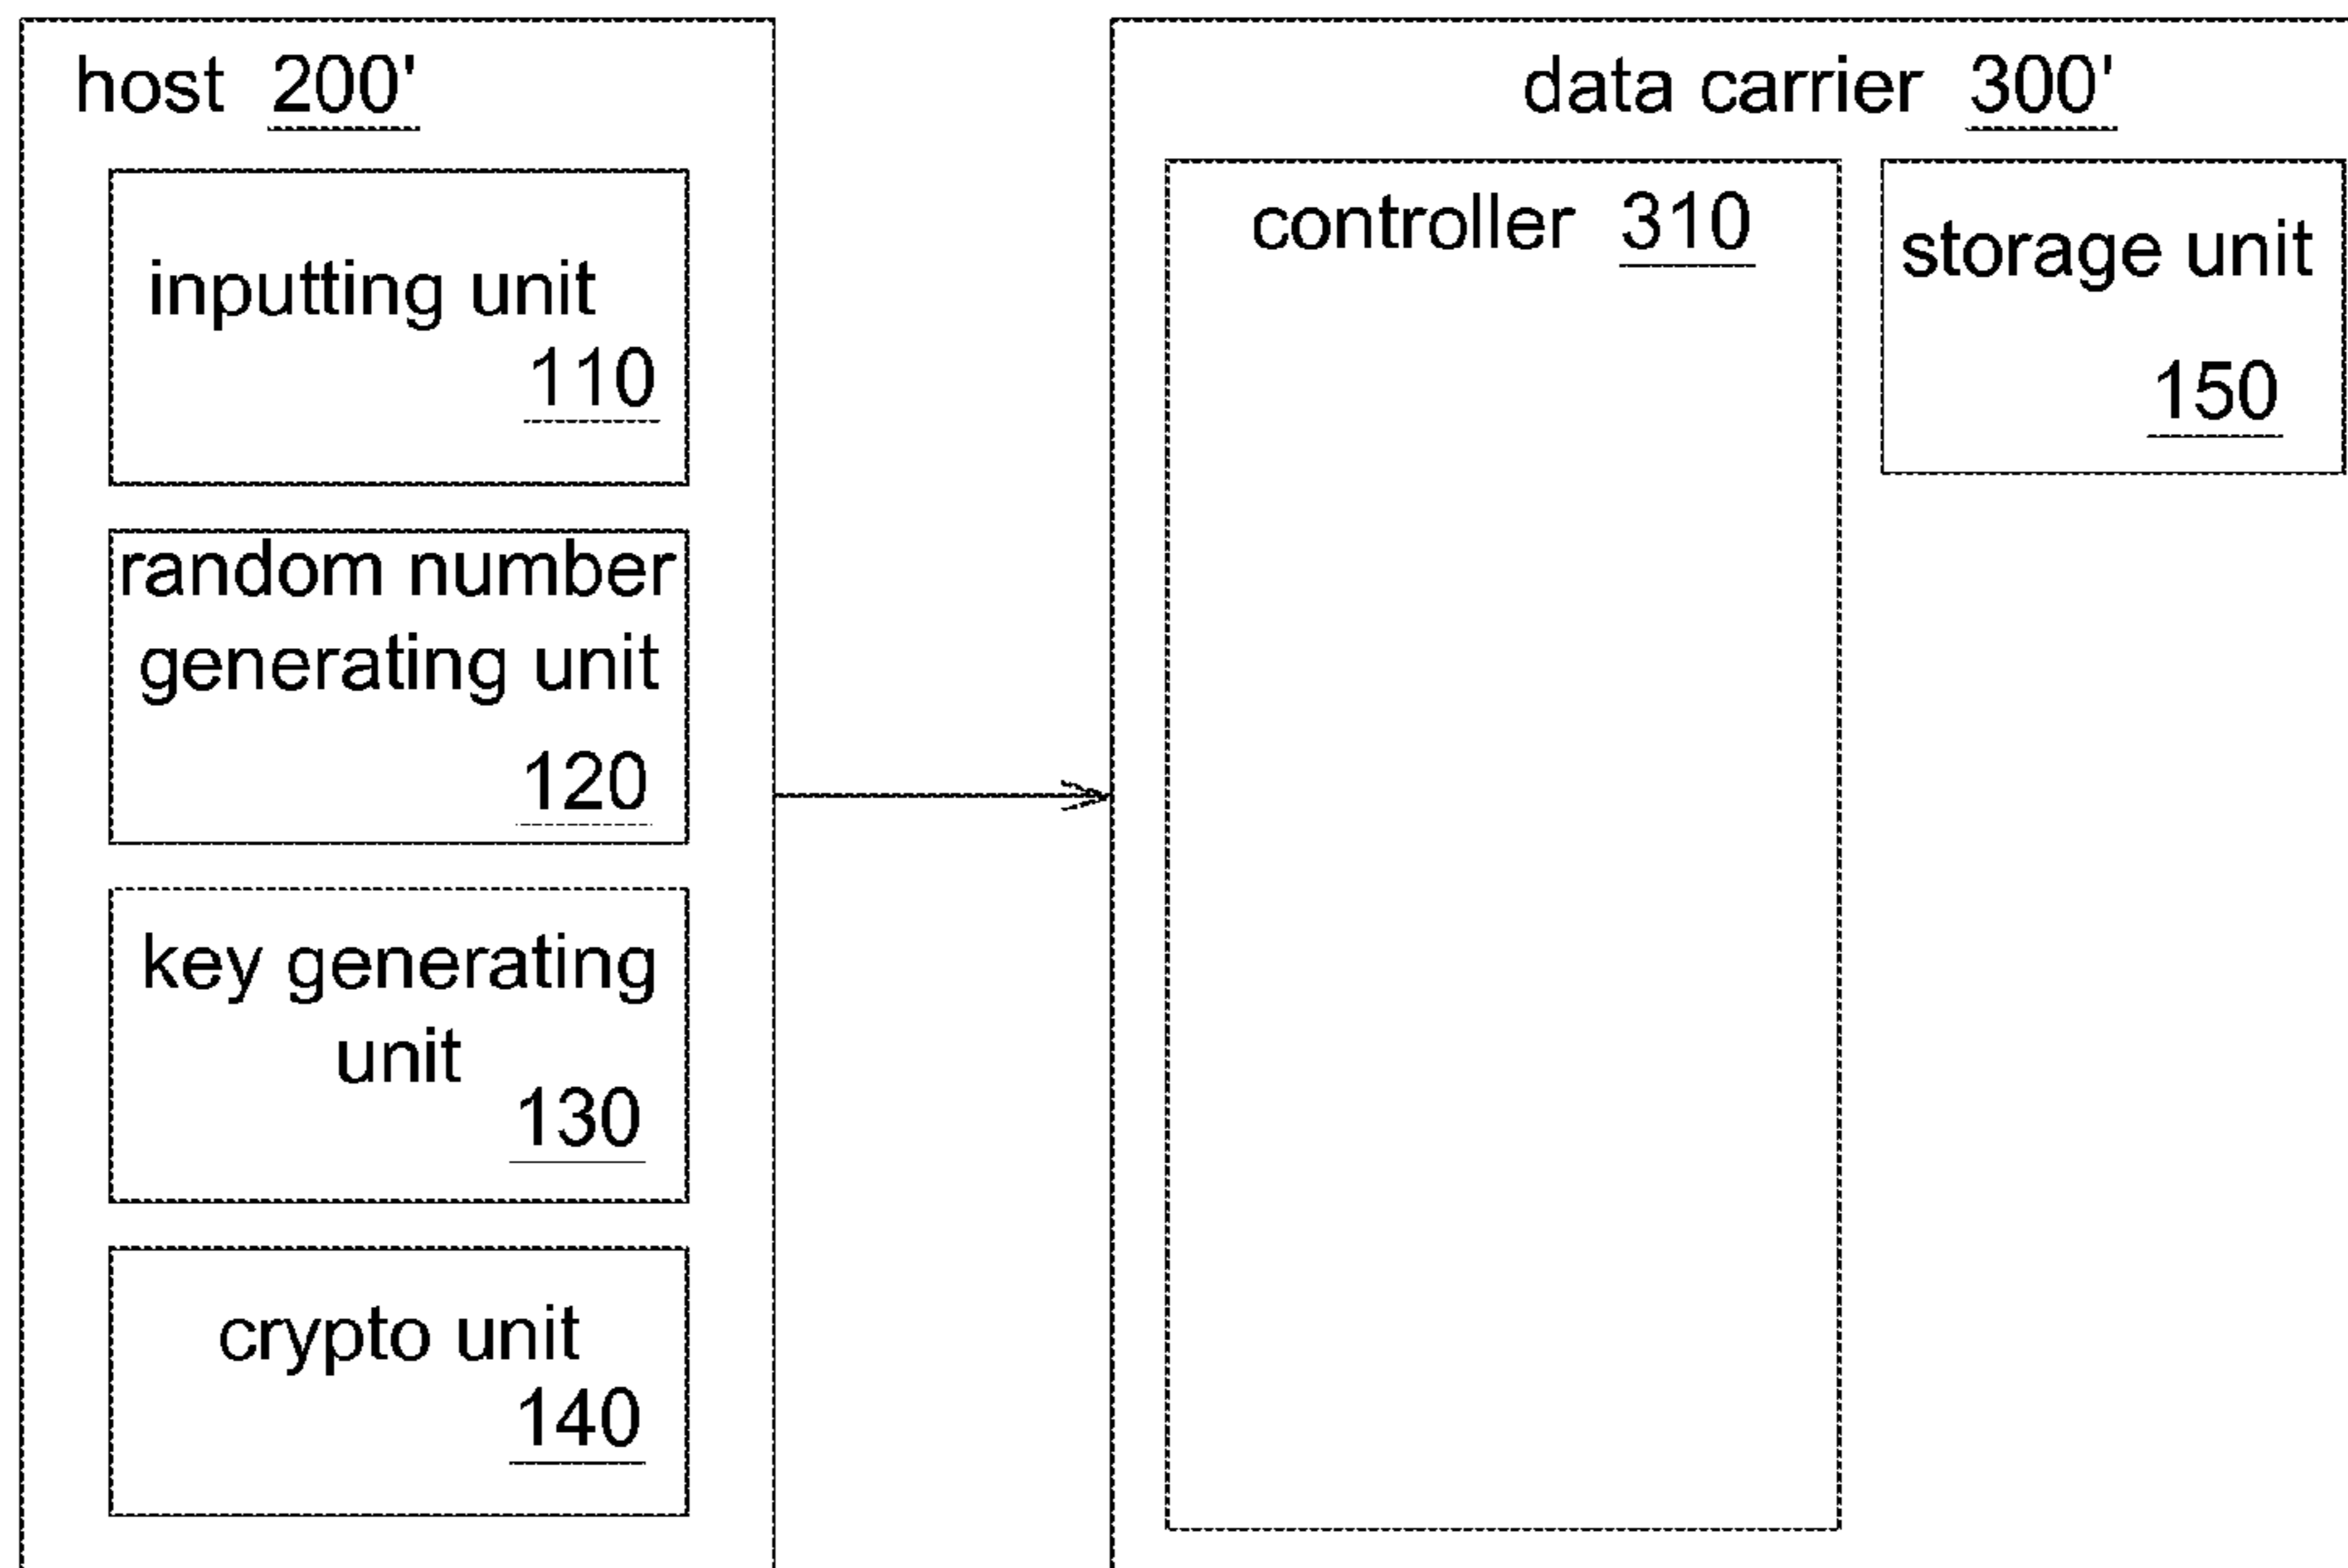 host 200'
inputting unit
110
random number
generating unit
120
key generating
unit
130
crypto unit
140
data carrier 300'
controller 310
storage unit
150